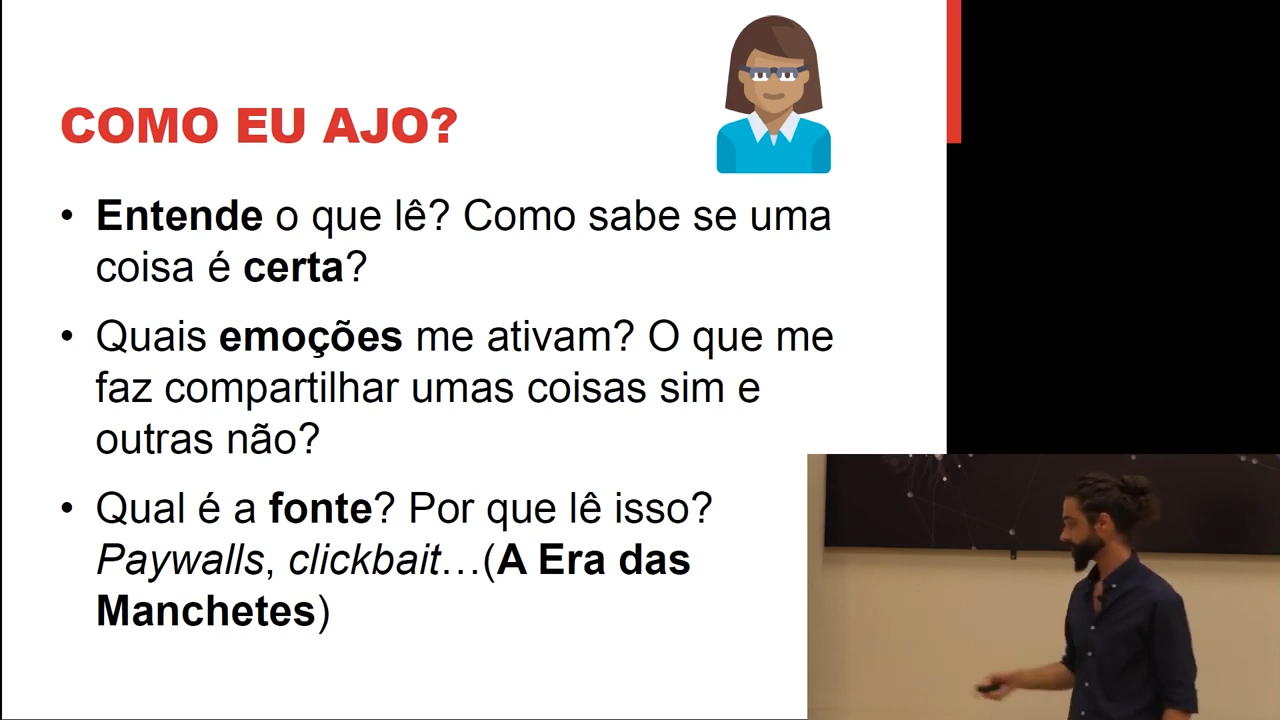 COMO EU AJO?
• Entende o que lê? Como sabe se uma
coisa é certa?
• Quais emoções me ativam? O que me
faz compartilhar umas coisas sim e
outras não?
• Qual é a fonte? Por que lê isso?
Paywalls, clickbait…(A Era das
Manchetes)